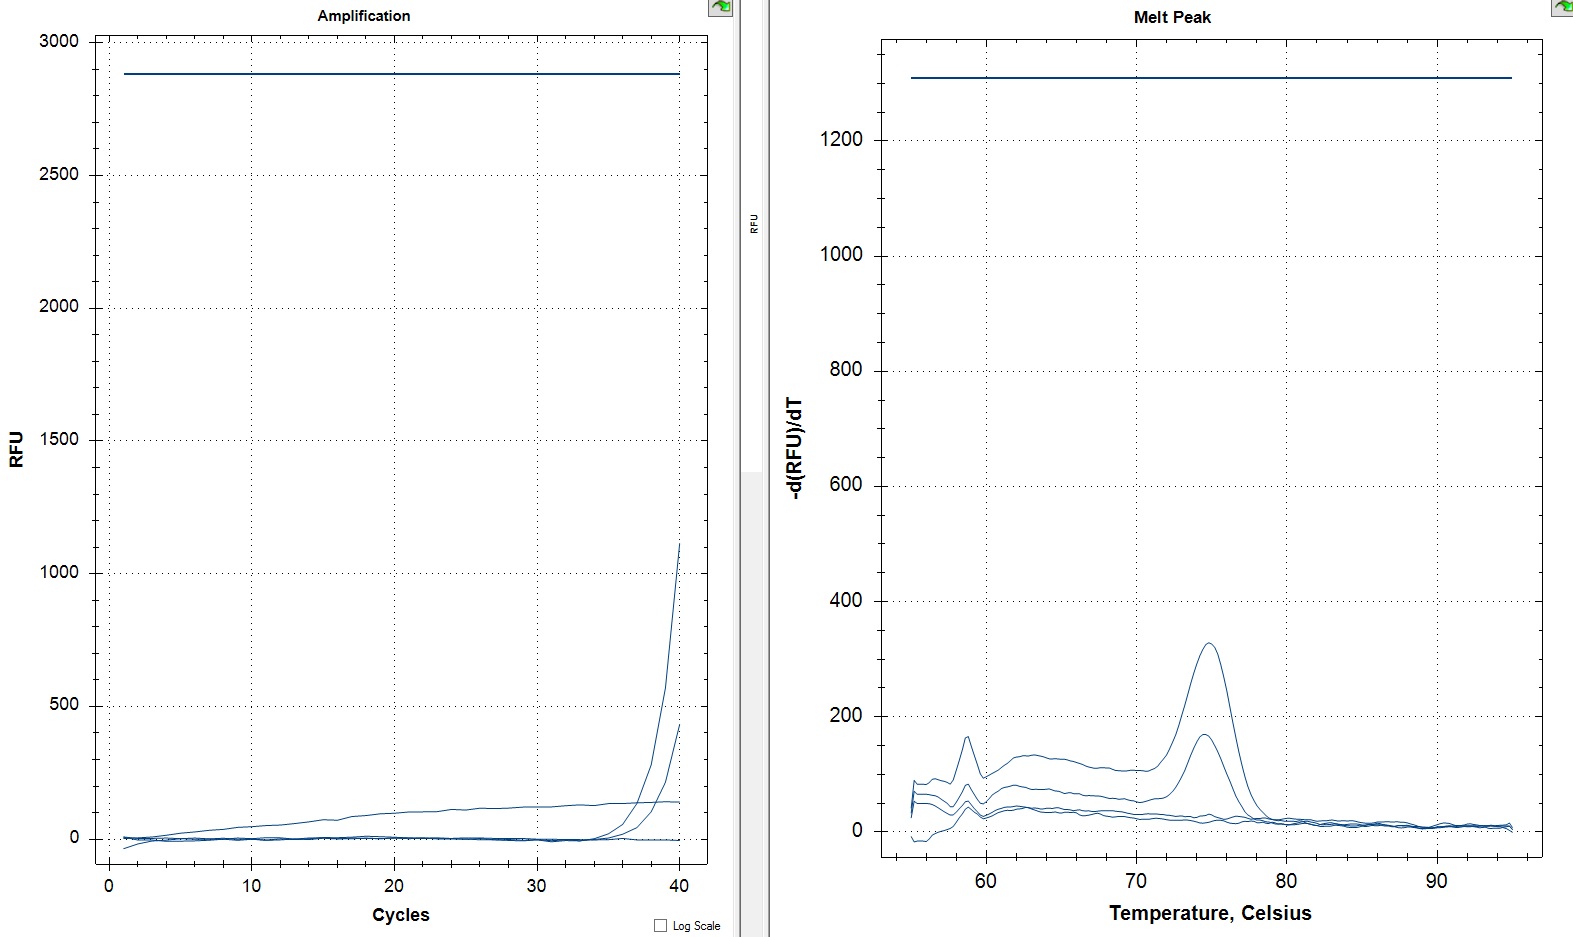 Amplification
3000
2500
2000
1500
1000
500
0
RFU
0 10 20 30 40
Cycles
Log Scale
RFU
Melt Peak
1200
1000
800
600
400
200
0
-d(RFU)/dT
60 70 80 90
Temperature, Celsius